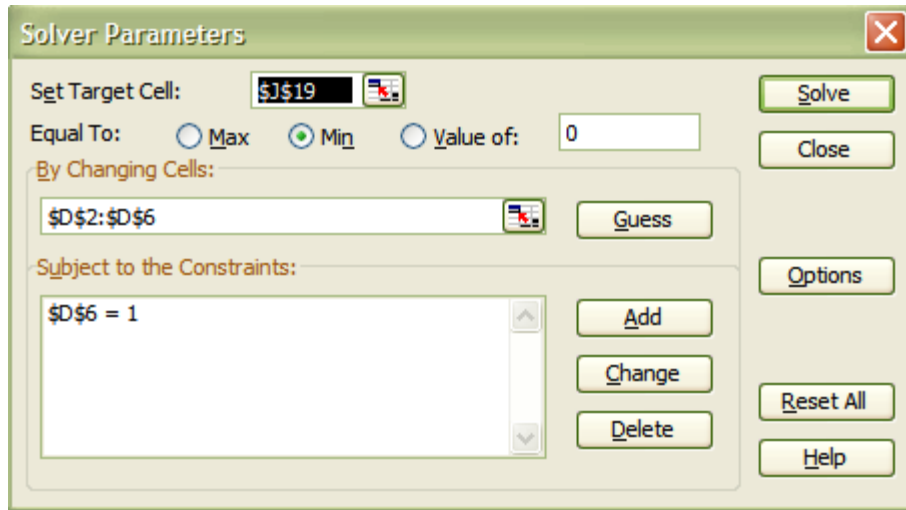 Solver Parameters
Set Target Cell: $J$19 Solve
Equal To: Max Min Value of: 0 Close
By Changing Cells:
$D$2:$D$6 Guess
Subject to the Constraints: Options
$D$6 = 1 Add
Change
Reset All
Delete
Help